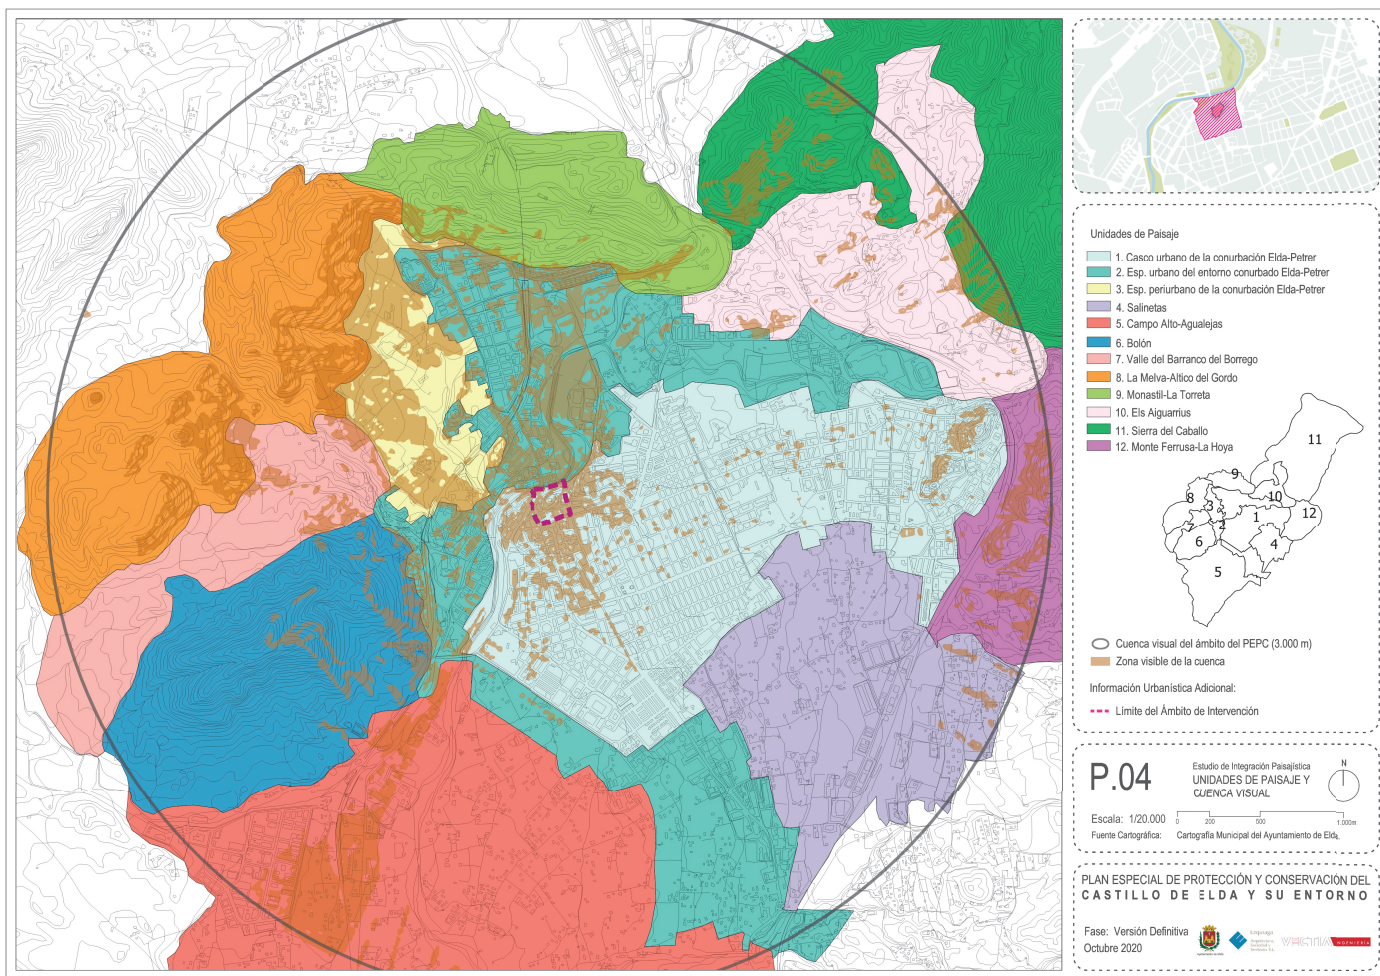 Unidades de Paisaje
1. Casco urbano de la conurbación Elda-Petrer
2. Esp. urbano del entorno conurbado Elda-Petrer
3. Esp. periurbano de la conurbación Elda-Petrer
4. Salinetas
5. Campo Alto-Agualejas
6. Bolón
7. Valle del Barranco del Borrego
8. La Melva-Altico del Gordo
9. Monastil-La Torreta
10. Els Aiguarrius
11. Sierra del Caballo
12. Monte Ferrusa-La Hoya
11
9
8
10
3
12
1
7
2
6
4
5
Cuenca visual del ámbito del PEPC (3.000 m)
Zona visible de la cuenca
Información Urbanística Adicional:
Límite del Ámbito de Intervención
P.04
Estudio de Integración Paisajística
UNIDADES DE PAISAJE Y
CUENCA VISUAL
N
Escala: 1/20.000
0 200 500 1.000m
Fuente Cartográfica: Cartografía Municipal del Ayuntamiento de Elda.
PLAN ESPECIAL DE PROTECCIÓN Y CONSERVACIÓN DEL
CASTILLO DE ELDA Y SU ENTORNO
Fase: Versión Definitiva
Octubre 2020
VECTIA INGENIERÍA